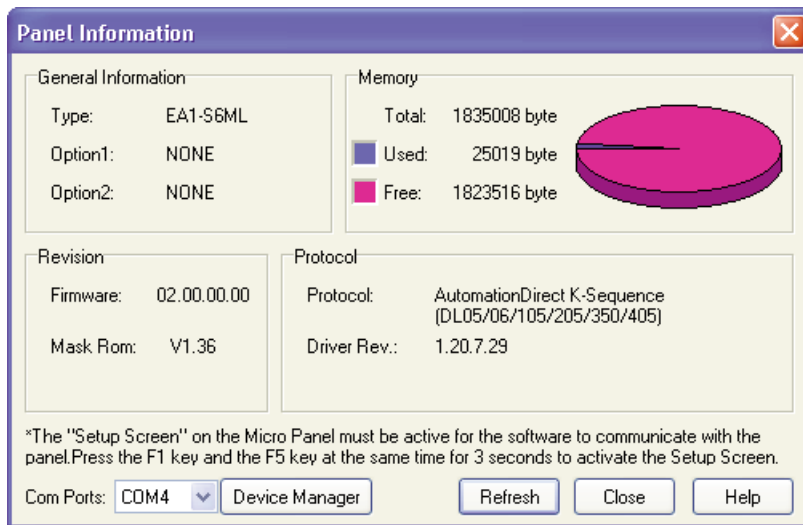 Panel Information
General Information
Type: EA1-S6ML
Option1: NONE
Option2: NONE
Memory
Total: 1835008 byte
Used: 25019 byte
Free: 1823516 byte
Revision
Firmware: 02.00.00.00
Mask Rom: V1.36
Protocol
Protocol: AutomationDirect K-Sequence
(DL05/06/105/205/350/405)
Driver Rev.: 1.20.7.29
*The "Setup Screen" on the Micro Panel must be active for the software to communicate with the
panel.Press the F1 key and the F5 key at the same time for 3 seconds to activate the Setup Screen.
Com Ports: COM4 Device Manager Refresh Close Help